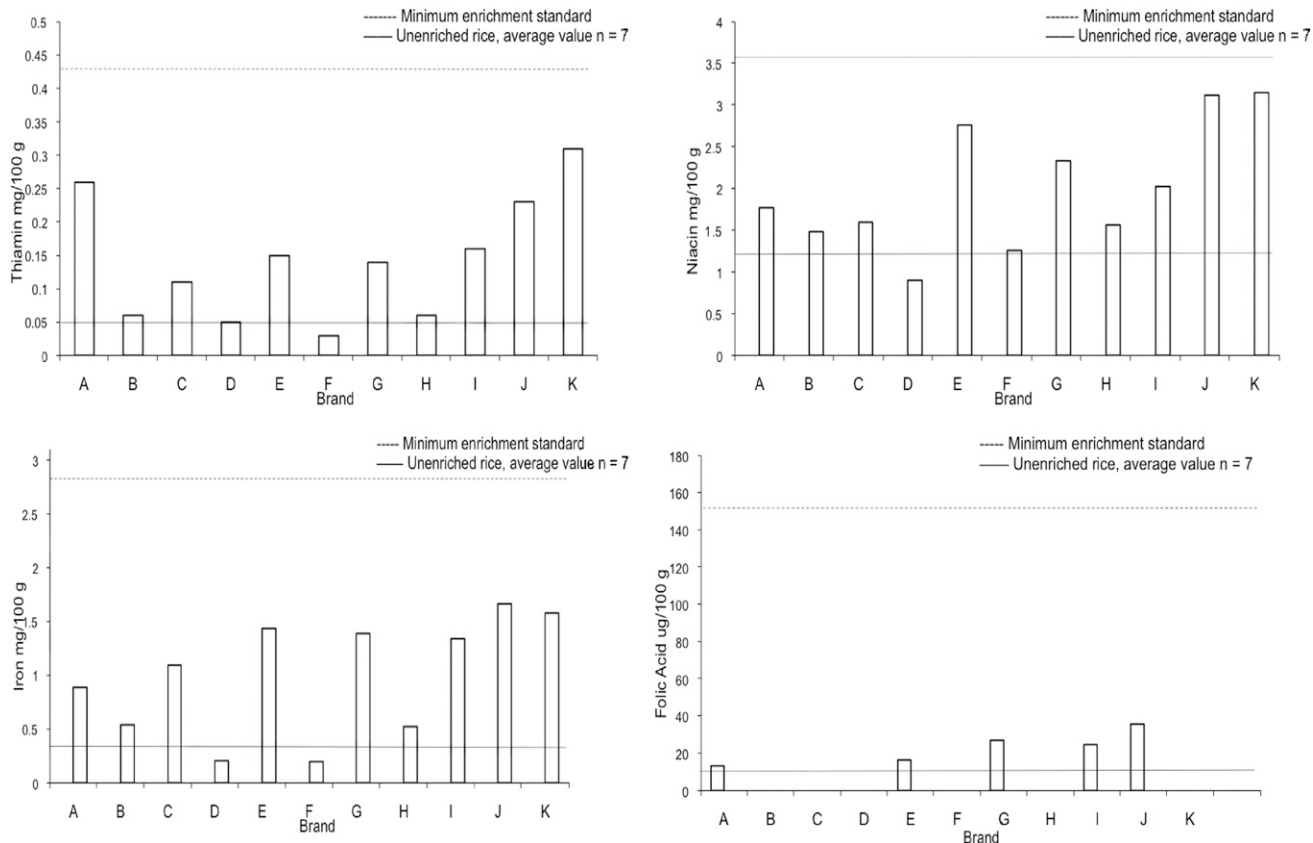 ----- Minimum enrichment standard
—— Unenriched rice, average value n = 7
0.5
0.45
0.4
0.35
0.3
0.25
0.2
0.15
0.1
0.05
0
Thiamin mg/100 g
A B C D E F G H I J K
Brand
----- Minimum enrichment standard
—— Unenriched rice, average value n = 7
4
3.5
3
2.5
2
1.5
1
0.5
0
Niacin mg/100 g
A B C D E F G H I J K
Brand
----- Minimum enrichment standard
—— Unenriched rice, average value n = 7
3
2.5
2
1.5
1
0.5
0
Iron mg/100 g
A B C D E F G H I J K
Brand
----- Minimum enrichment standard
—— Unenriched rice, average value n = 7
180
160
140
120
100
80
60
40
20
0
Folic Acid ug/100 g
A B C D E F G H I J K
Brand